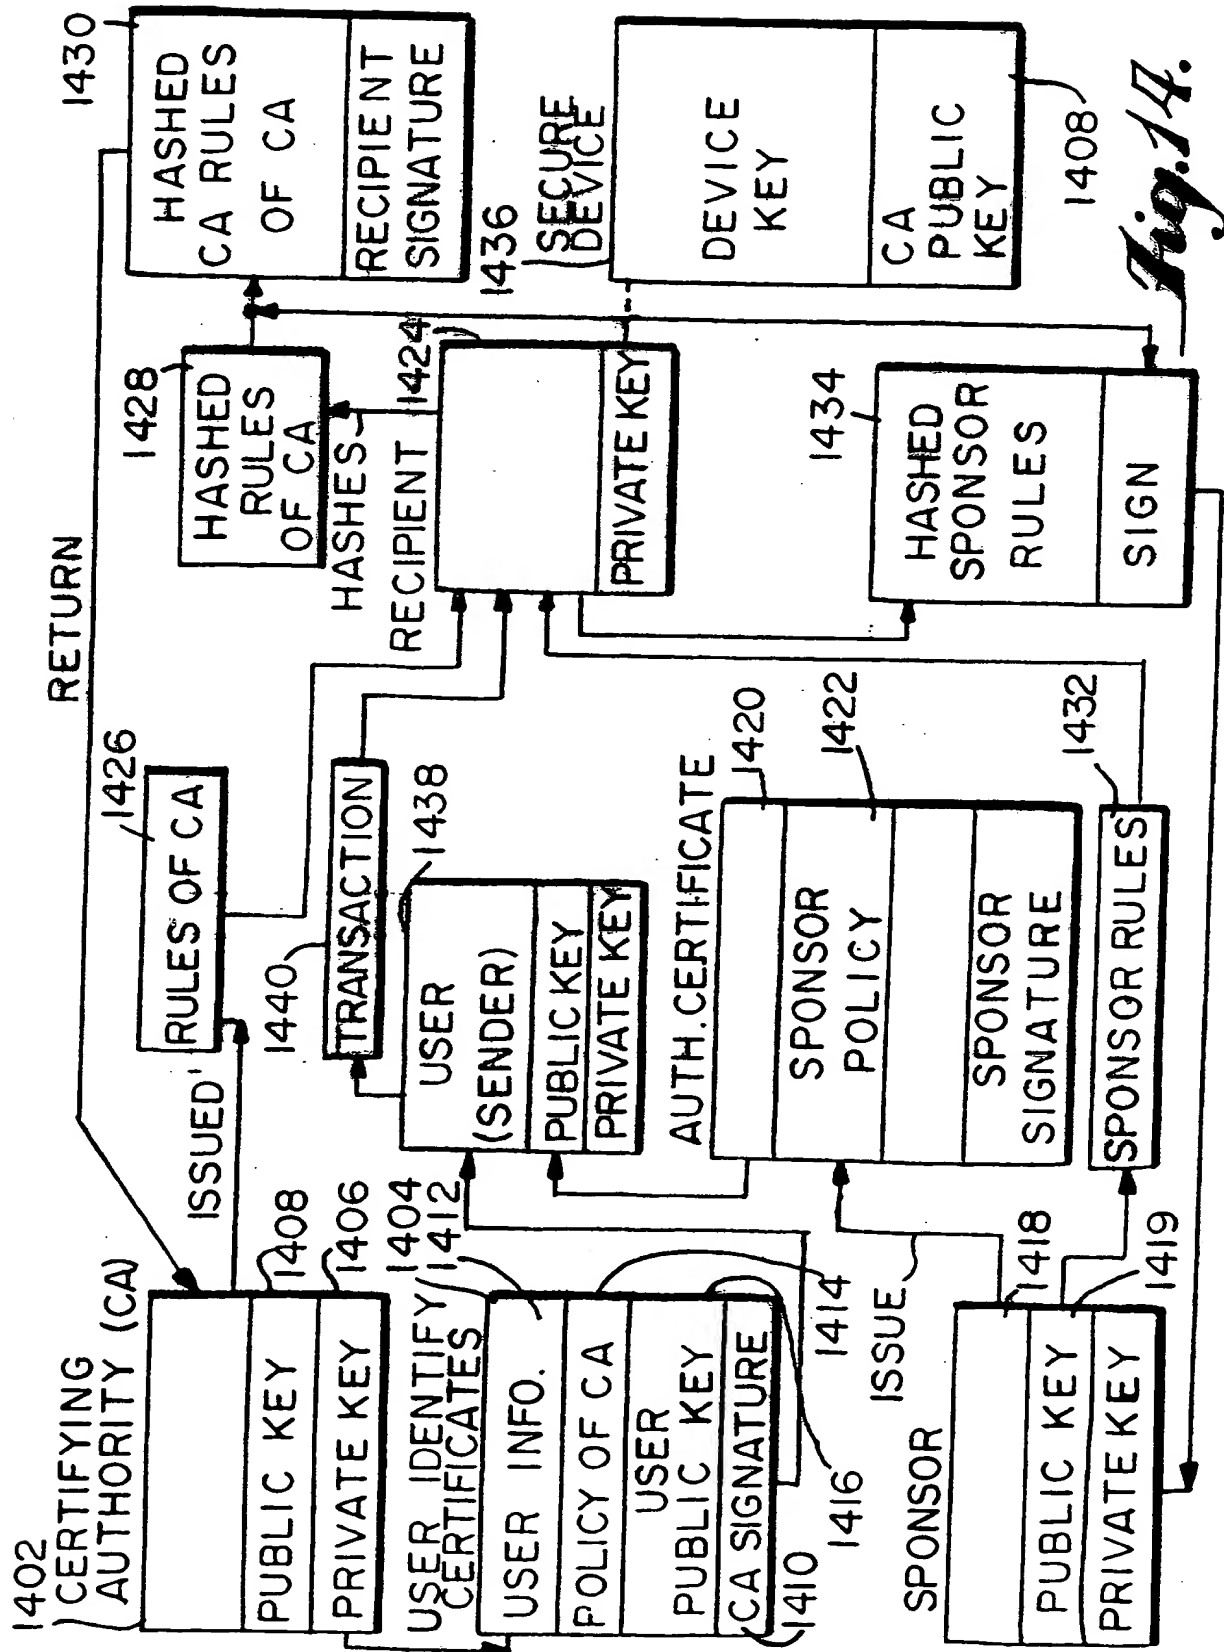 1402
CERTIFYING
AUTHORITY (CA)
PUBLIC KEY
1408
PRIVATE KEY
1406
RETURN
ISSUED'
1426
RULES OF CA
1428
HASHED
RULES
OF CA
1430
HASHED
CA RULES
OF CA
RECIPIENT
SIGNATURE
USER IDENTIFY
CERTIFICATES
1404
1412
USER INFO.
POLICY OF CA
USER
PUBLIC KEY
CA SIGNATURE
1410
1414
1416
1440
TRANSACTION
1438
USER
(SENDER)
PUBLIC KEY
PRIVATE KEY
HASHES
RECIPIENT
1424
PRIVATE KEY
1436
SECURE
DEVICE
DEVICE
KEY
CA
PUBLIC
KEY
1408
AUTH. CERTIFICATE
1420
SPONSOR
POLICY
1422
SPONSOR
SIGNATURE
ISSUE
SPONSOR
1418
PUBLIC KEY
1419
PRIVATE KEY
SPONSOR RULES
1432
1434
HASHED
SPONSOR
RULES
SIGN
Fig.14.